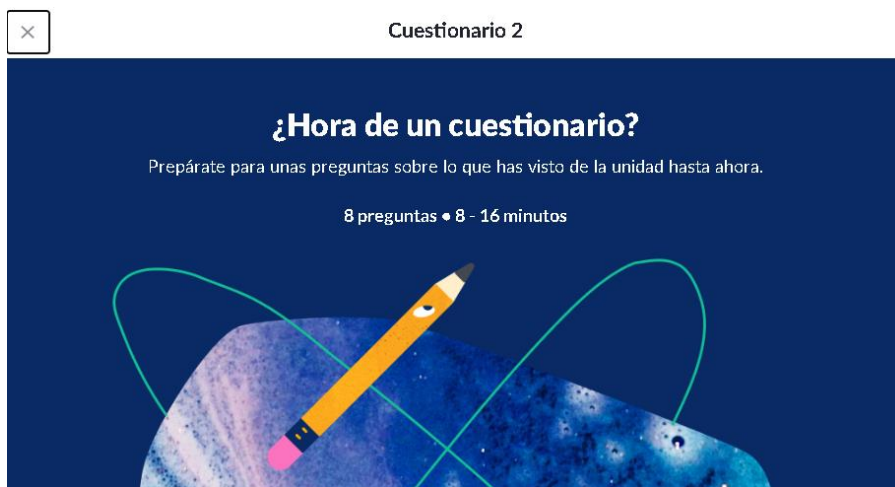 Cuestionario 2
¿Hora de un cuestionario?
Prepárate para unas preguntas sobre lo que has visto de la unidad hasta ahora.
8 preguntas • 8 - 16 minutos